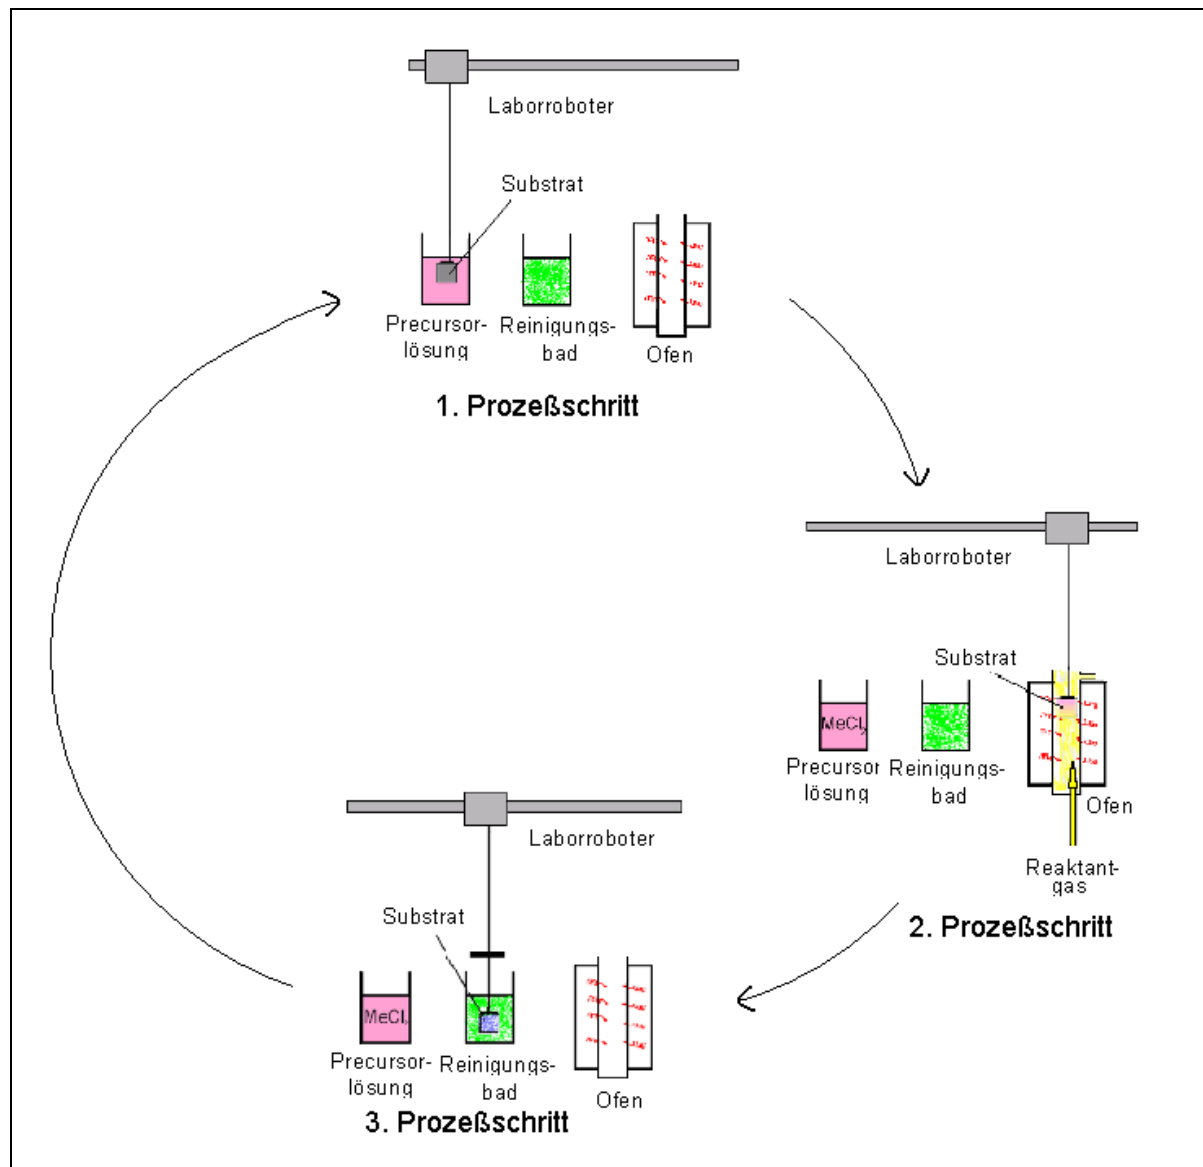 Laborroboter
Substrat
Precursor-
lösung
Reinigungs-
bad
Ofen
1. Prozeßschritt
Laborroboter
Substrat
MeCl
Precursor
lösung
Reinigungs-
bad
Ofen
Reaktant-
gas
2. Prozeßschritt
Laborroboter
Substrat
MeCl
Precursor-
lösung
Reinigungs-
bad
Ofen
3. Prozeßschritt